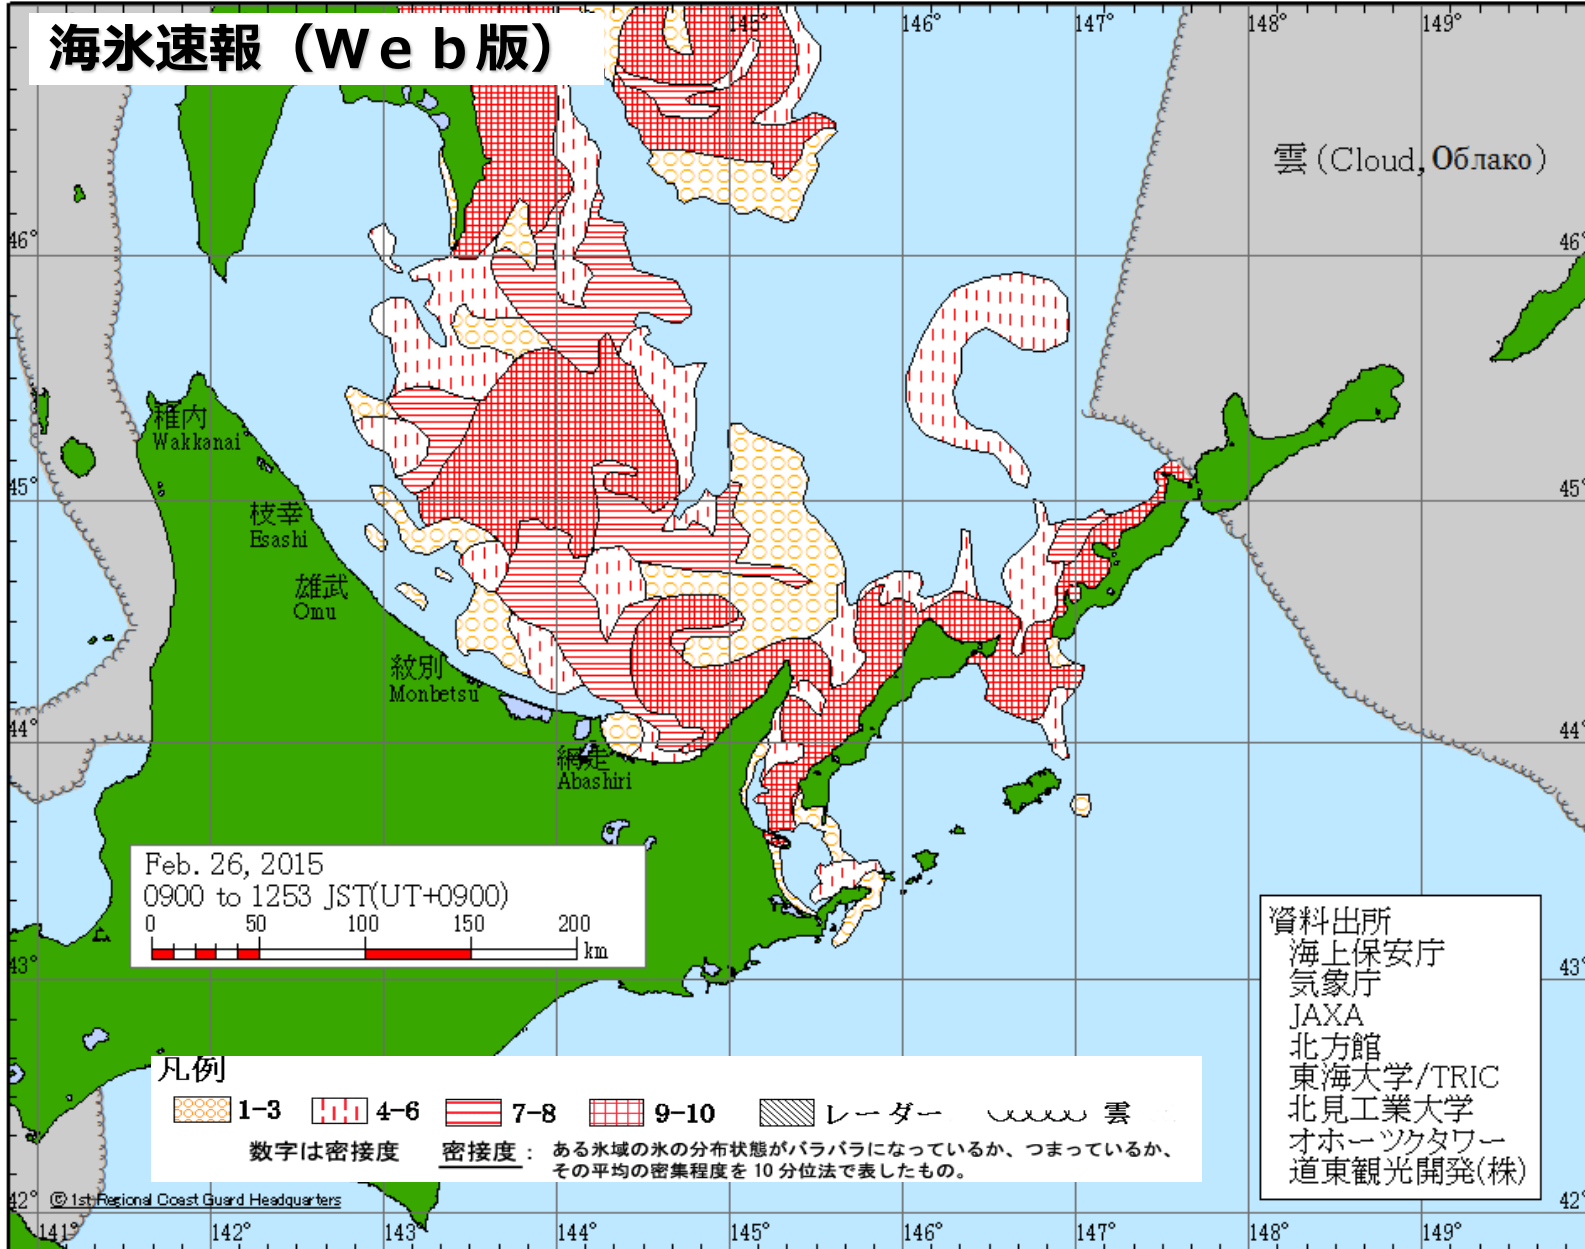 海氷速報（Ｗｅｂ版）
145° 146° 147° 148° 149°
雲 (Cloud, Облако)
46° 46°
稚内
Wakkanai
45° 45°
枝幸
Esashi
雄武
Omu
紋別
Monbetsu
44° 44°
網走
Abashiri
Feb. 26, 2015
0900 to 1253 JST(UT+0900)
0 50 100 150 200
km
資料出所
海上保安庁
気象庁
JAXA
北方館
東海大学/TRIC
北見工業大学
オホーツクタワー
道東観光開発(株)
43° 43°
凡例
1-3 4-6 7-8 9-10 レーダー 雲
数字は密接度 密接度： ある氷域の氷の分布状態がバラバラになっているか、つまっているか、
その平均の密集程度を10分位法で表したもの。
42° 42°
© 1st Regional Coast Guard Headquarters
141° 142° 143° 144° 145° 146° 147° 148° 149°